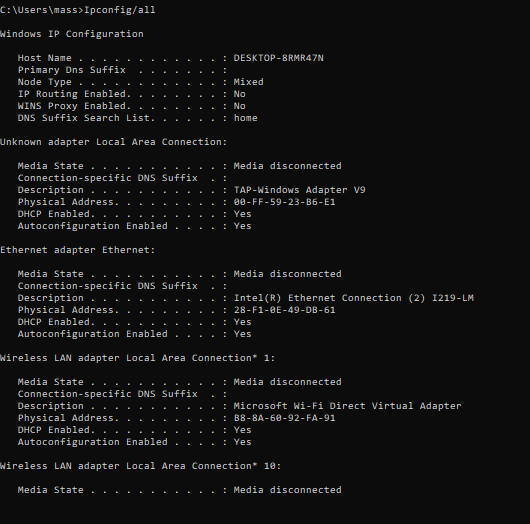 C:\Users\mass>Ipconfig/all
Windows IP Configuration
Host Name . . . . . . . . . . . . : DESKTOP-8RMR47N
Primary Dns Suffix . . . . . . . :
Node Type . . . . . . . . . . . . : Mixed
IP Routing Enabled. . . . . . . . : No
WINS Proxy Enabled. . . . . . . . : No
DNS Suffix Search List. . . . . . : home
Unknown adapter Local Area Connection:
Media State . . . . . . . . . . . : Media disconnected
Connection-specific DNS Suffix . :
Description . . . . . . . . . . . : TAP-Windows Adapter V9
Physical Address. . . . . . . . . : 00-FF-59-23-B6-E1
DHCP Enabled. . . . . . . . . . . : Yes
Autoconfiguration Enabled . . . . : Yes
Ethernet adapter Ethernet:
Media State . . . . . . . . . . . : Media disconnected
Connection-specific DNS Suffix . :
Description . . . . . . . . . . . : Intel(R) Ethernet Connection (2) I219-LM
Physical Address. . . . . . . . . : 28-F1-0E-49-DB-61
DHCP Enabled. . . . . . . . . . . : Yes
Autoconfiguration Enabled . . . . : Yes
Wireless LAN adapter Local Area Connection* 1:
Media State . . . . . . . . . . . : Media disconnected
Connection-specific DNS Suffix . :
Description . . . . . . . . . . . : Microsoft Wi-Fi Direct Virtual Adapter
Physical Address. . . . . . . . . : B8-8A-60-92-FA-91
DHCP Enabled. . . . . . . . . . . : Yes
Autoconfiguration Enabled . . . . : Yes
Wireless LAN adapter Local Area Connection* 10:
Media State . . . . . . . . . . . : Media disconnected